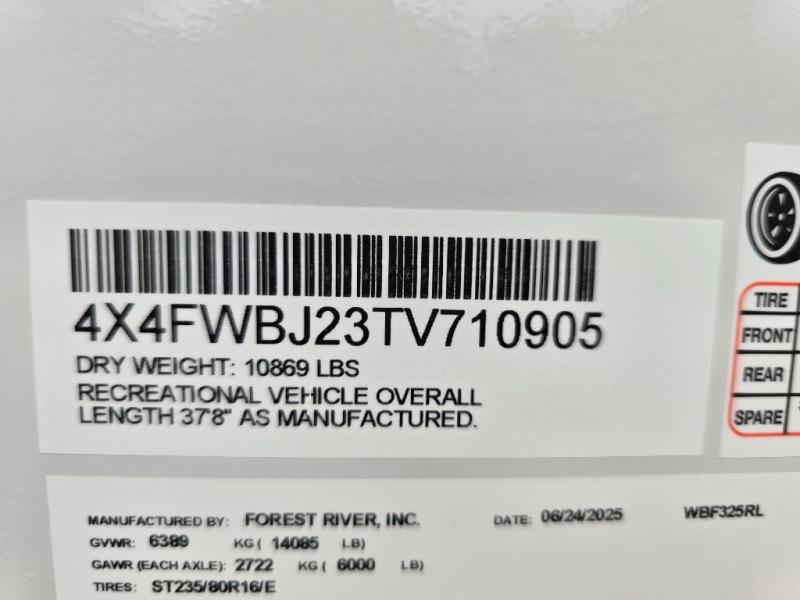 4X4FWBJ23TV710905
DRY WEIGHT: 10869 LBS
RECREATIONAL VEHICLE OVERALL
LENGTH 37'8" AS MANUFACTURED.
TIRE
FRONT
REAR
SPARE
MANUFACTURED BY: FOREST RIVER, INC. DATE: 06/24/2025 WBF325RL
GVWR: 6389 KG ( 14085 LB)
GAWR (EACH AXLE): 2722 KG ( 6000 LB)
TIRES: ST235/80R16/E